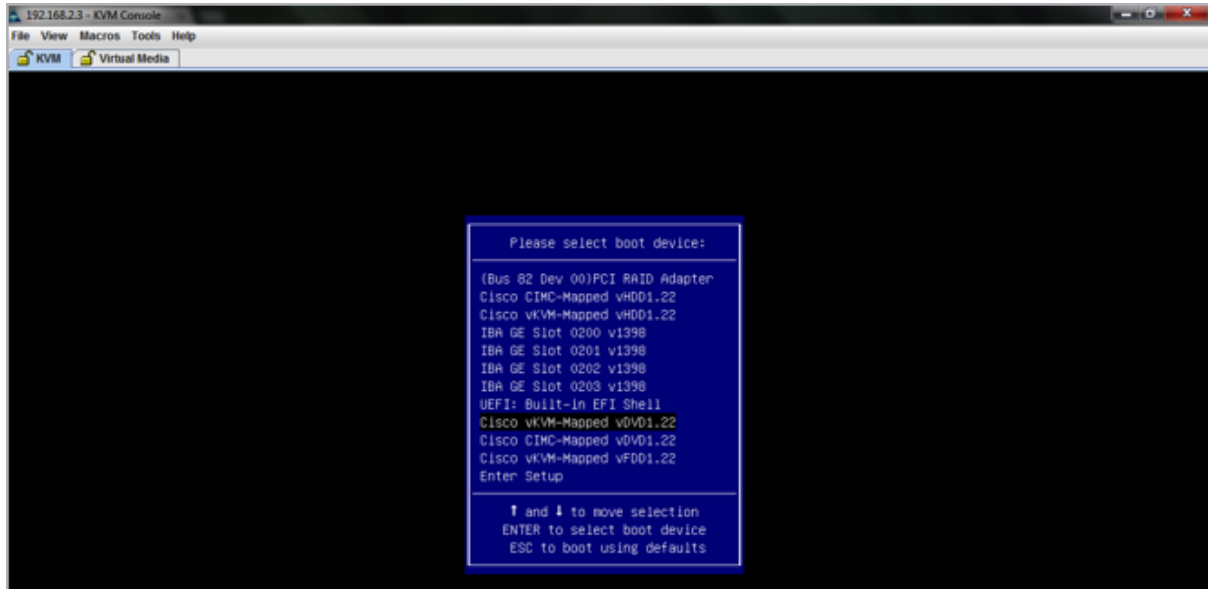 192.168.2.3 - KVM Console
File View Macros Tools Help
KVM Virtual Media
Please select boot device:
(Bus 82 Dev 00)PCI RAID Adapter
Cisco CIMC-Mapped vHDD1.22
Cisco vKVM-Mapped vHDD1.22
IBA GE Slot 0200 v1398
IBA GE Slot 0201 v1398
IBA GE Slot 0202 v1398
IBA GE Slot 0203 v1398
UEFI: Built-in EFI Shell
Cisco vKVM-Mapped vDVD1.22
Cisco CIMC-Mapped vDVD1.22
Cisco vKVM-Mapped vFDD1.22
Enter Setup
↑ and ↓ to move selection
ENTER to select boot device
ESC to boot using defaults